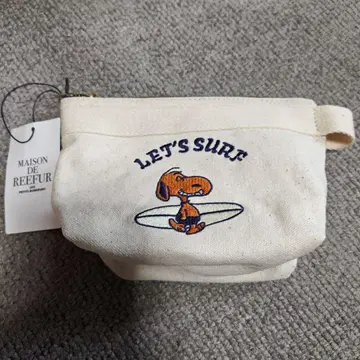 LET'S SURF
MAISON
DE
REEFUR